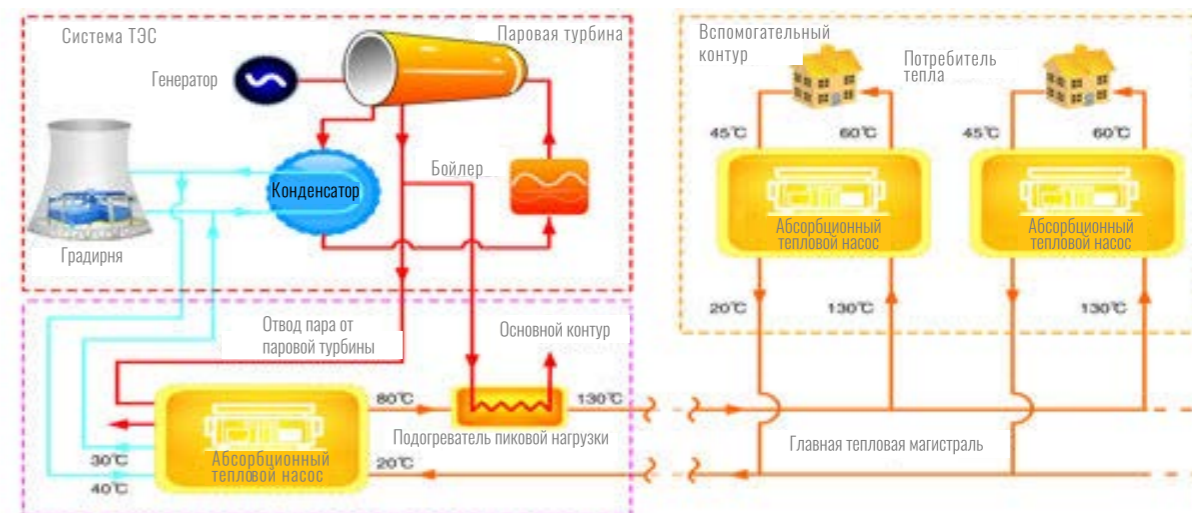 Система ТЭС
Паровая турбина
Генератор
Конденсатор
Бойлер
Градирня
Вспомогательный
контур
Потребитель
тепла
45℃
60℃
45℃
60℃
Абсорбционный
тепловой насос
Абсорбционный
тепловой насос
20℃
130℃
20℃
130℃
Отвод пара от
паровой турбины
Основной контур
80℃
130℃
Подогреватель пиковой нагрузки
Главная тепловая магистраль
30℃
40℃
Абсорбционный
тепловой насос
20℃